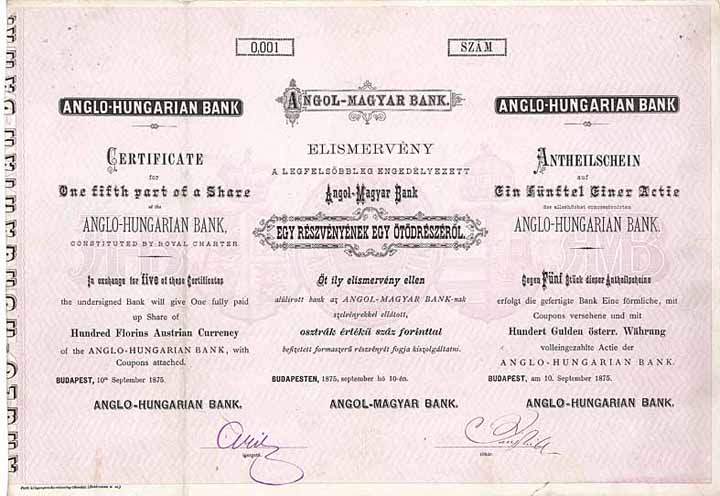 0,001
SZÁM
ANGLO-HUNGARIAN BANK
CERTIFICATE
for
One fifth part of a Share
of the
ANGLO-HUNGARIAN BANK,
CONSTITUTED BY ROYAL CHARTER.
In exchange for five of these Certificates
the undersigned Bank will give One fully paid
up Share of
Hundred Florins Austrian Currency
of the ANGLO-HUNGARIAN BANK, with
Coupons attached.
BUDAPEST, 10th September 1875.
ANGLO-HUNGARIAN BANK.
ANGOL-MAGYAR BANK.
ELISMERVÉNY
A LEGFELSŐBBLEG ENGEDÉLYEZETT
Angol-Magyar Bank
EGY RÉSZVÉNYÉNEK EGY ÖTÖDRÉSZÉRŐL.
Öt ily elismervény ellen
alúlirott bank az ANGOL-MAGYAR BANK-nak
szelvényekkel ellátott,
osztrák értékű száz forinttal
befizetett formaszerű részvényét fogja kiszolgáltatni.
BUDAPESTEN, 1875, september hó 10-én.
ANGOL-MAGYAR BANK.
igazgató.
ANGLO-HUNGARIAN BANK
ANTHEILSCHEIN
auf
Ein Fünftel Einer Actie
der allerhöchst concessionirten
ANGLO-HUNGARIAN BANK.
Gegen Fünf Stück dieser Antheilscheine
erfolgt die gefertigte Bank Eine förmliche, mit
Coupons versehene und mit
Hundert Gulden österr. Währung
volleingezahlte Actie der
ANGLO-HUNGARIAN BANK.
BUDAPEST, am 10. September 1875.
ANGLO-HUNGARIAN BANK.